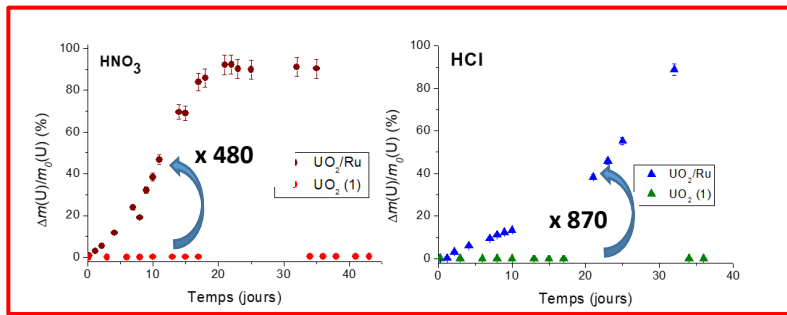 HNO3
Δm(U)/m0(U) (%)
100
80
60
40
20
0
x 480
UO2/Ru
UO2 (1)
0
10
20
30
40
Temps (jours)
HCl
Δm(U)/m0(U) (%)
100
80
60
40
20
0
x 870
UO2/Ru
UO2 (1)
0
10
20
30
40
Temps (jours)